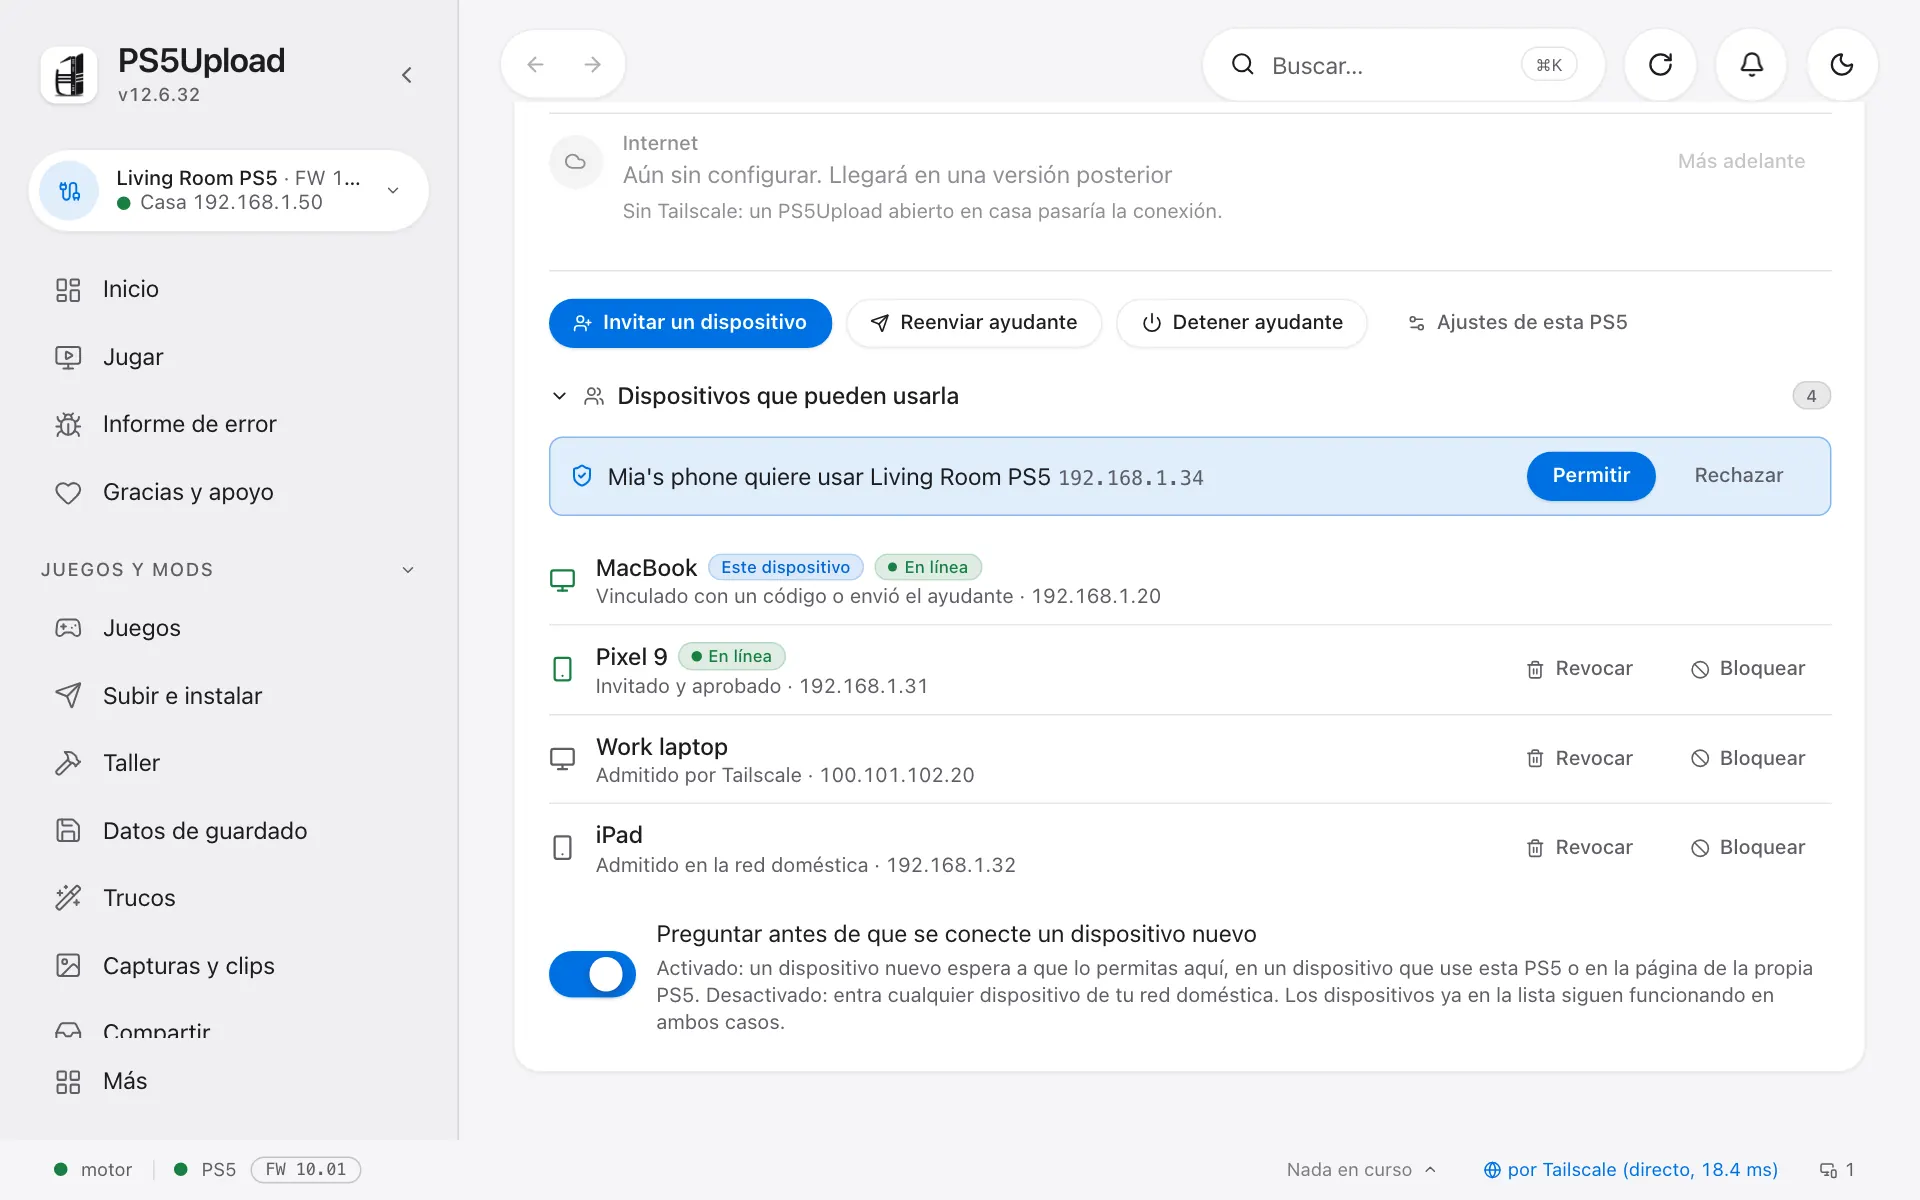 PS5Upload
v12.6.32
Living Room PS5 · FW 1...
Casa 192.168.1.50
Inicio
Jugar
Informe de error
Gracias y apoyo
JUEGOS Y MODS
Juegos
Subir e instalar
Taller
Datos de guardado
Trucos
Capturas y clips
Compartir
Más
Buscar...
⌘K
Internet
Aún sin configurar. Llegará en una versión posterior
Sin Tailscale: un PS5Upload abierto en casa pasaría la conexión.
Más adelante
Invitar un dispositivo
Reenviar ayudante
Detener ayudante
Ajustes de esta PS5
Dispositivos que pueden usarla
4
Mia's phone quiere usar Living Room PS5 192.168.1.34
Permitir
Rechazar
MacBook Este dispositivo En línea
Vinculado con un código o envió el ayudante · 192.168.1.20
Pixel 9 En línea
Invitado y aprobado · 192.168.1.31
Revocar
Bloquear
Work laptop
Admitido por Tailscale · 100.101.102.20
Revocar
Bloquear
iPad
Admitido en la red doméstica · 192.168.1.32
Revocar
Bloquear
Preguntar antes de que se conecte un dispositivo nuevo
Activado: un dispositivo nuevo espera a que lo permitas aquí, en un dispositivo que use esta PS5 o en la página de la propia
PS5. Desactivado: entra cualquier dispositivo de tu red doméstica. Los dispositivos ya en la lista siguen funcionando en
ambos casos.
motor
PS5
FW 10.01
Nada en curso
por Tailscale (directo, 18.4 ms)
1